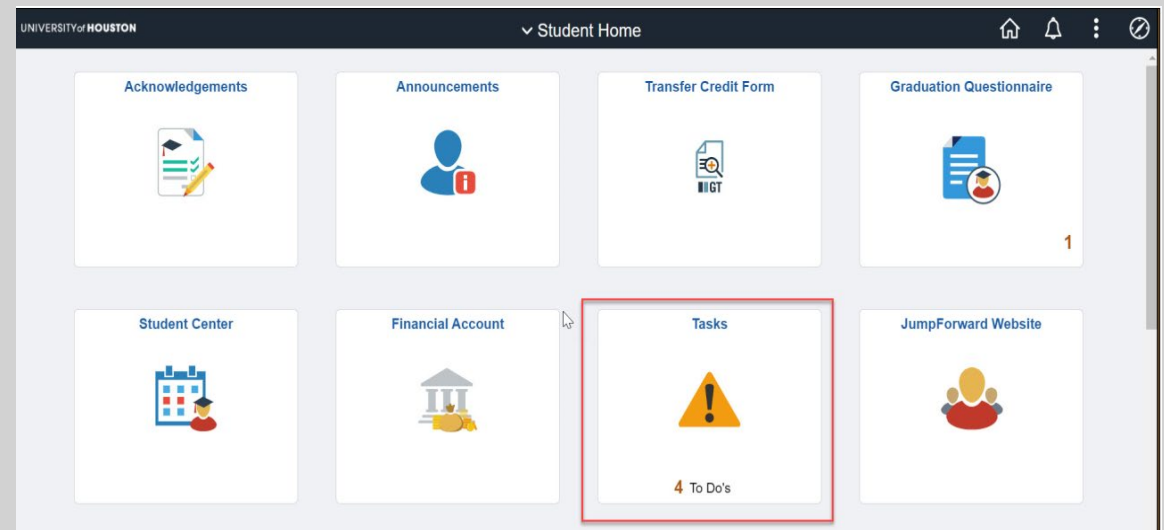 UNIVERSITY of HOUSTON
Student Home
Acknowledgements
Announcements
Transfer Credit Form
GT
Graduation Questionnaire
1
Student Center
Financial Account
Tasks
4 To Do's
JumpForward Website